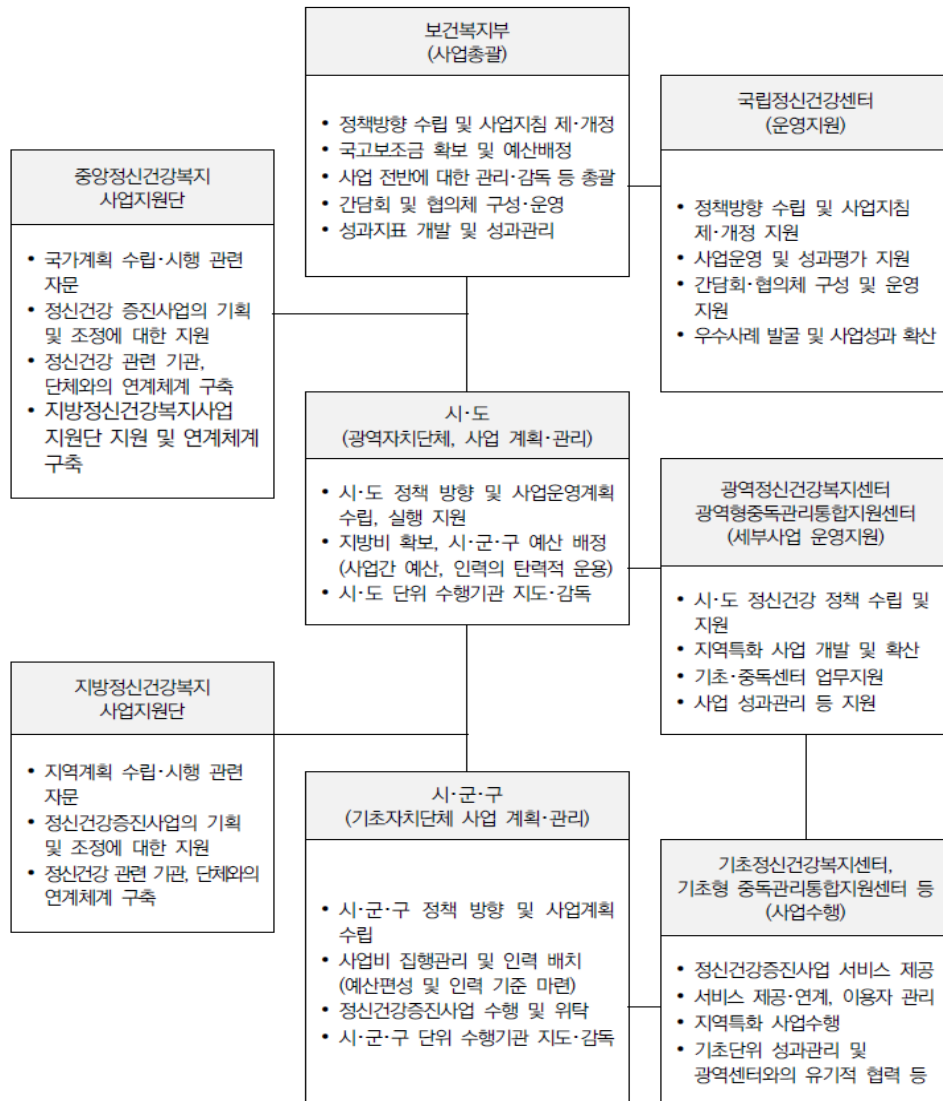 보건복지부
(사업총괄)
• 정책방향 수립 및 사업지침 제·개정
• 국고보조금 확보 및 예산배정
• 사업 전반에 대한 관리·감독 등 총괄
• 간담회 및 협의체 구성·운영
• 성과지표 개발 및 성과관리
국립정신건강센터
(운영지원)
• 정책방향 수립 및 사업지침
제·개정 지원
• 사업운영 및 성과평가 지원
• 간담회·협의체 구성 및 운영
지원
• 우수사례 발굴 및 사업성과 확산
중앙정신건강복지
사업지원단
• 국가계획 수립·시행 관련
자문
• 정신건강 증진사업의 기획
및 조정에 대한 지원
• 정신건강 관련 기관,
단체와의 연계체계 구축
• 지방정신건강복지사업
지원단 지원 및 연계체계
구축
시·도
(광역자치단체, 사업 계획·관리)
• 시·도 정책 방향 및 사업운영계획
수립, 실행 지원
• 지방비 확보, 시·군·구 예산 배정
(사업간 예산, 인력의 탄력적 운용)
• 시·도 단위 수행기관 지도·감독
광역정신건강복지센터
광역형중독관리통합지원센터
(세부사업 운영지원)
• 시·도 정신건강 정책 수립 및
지원
• 지역특화 사업 개발 및 확산
• 기초·중독센터 업무지원
• 사업 성과관리 등 지원
지방정신건강복지
사업지원단
• 지역계획 수립·시행 관련
자문
• 정신건강증진사업의 기획
및 조정에 대한 지원
• 정신건강 관련 기관, 단체와의
연계체계 구축
시·군·구
(기초자치단체 사업 계획·관리)
• 시·군·구 정책 방향 및 사업계획
수립
• 사업비 집행관리 및 인력 배치
(예산편성 및 인력 기준 마련)
• 정신건강증진사업 수행 및 위탁
• 시·군·구 단위 수행기관 지도·감독
기초정신건강복지센터,
기초형 중독관리통합지원센터 등
(사업수행)
• 정신건강증진사업 서비스 제공
• 서비스 제공·연계, 이용자 관리
• 지역특화 사업수행
• 기초단위 성과관리 및
광역센터와의 유기적 협력 등